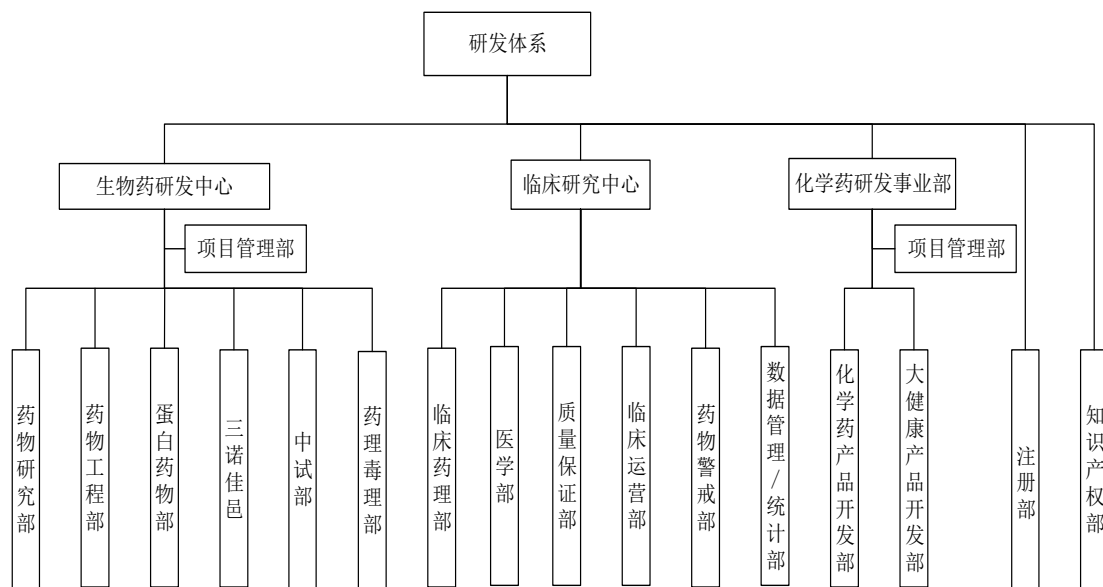 研发体系
生物药研发中心
临床研究中心
化学药研发事业部
项目管理部
项目管理部
药物研究部
药物工程部
蛋白药物部
三诺佳邑
中试部
药理毒理部
临床药理部
医学部
质量保证部
临床运营部
药物警戒部
数据管理/统计部
化学药产品开发部
大健康产品开发部
注册部
知识产权部